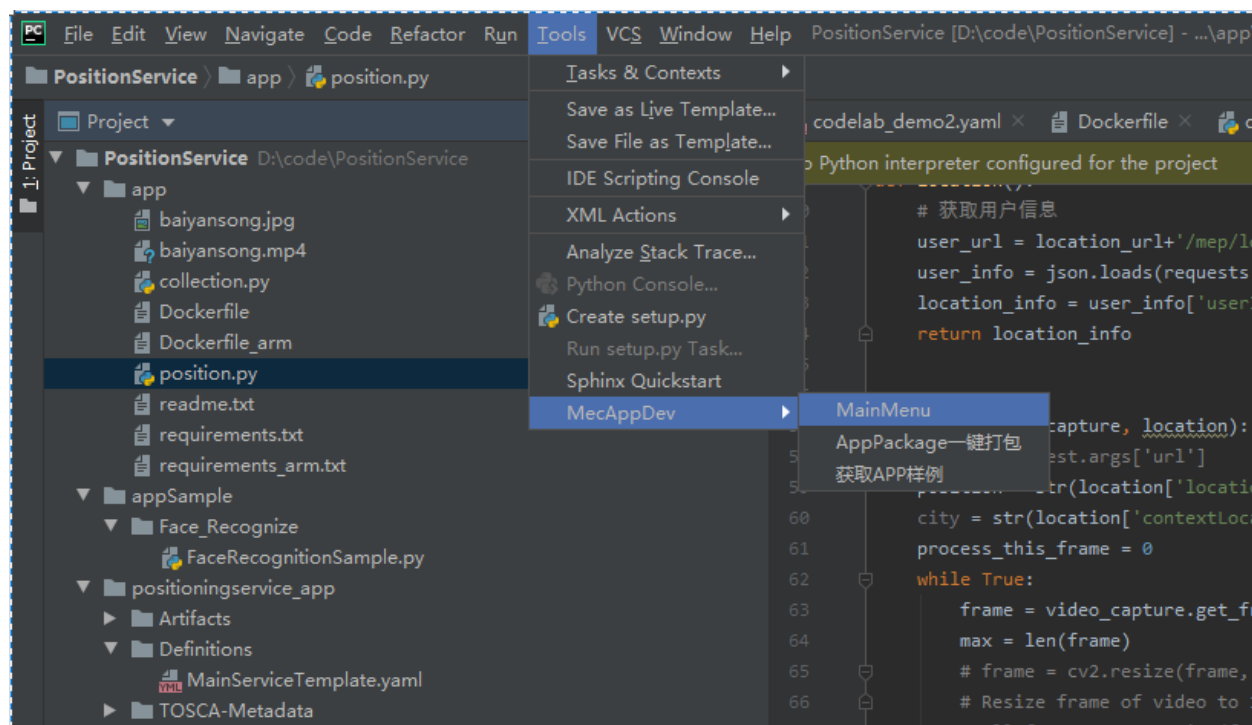 PC File Edit View Navigate Code Refactor Run Tools VCS Window Help PositionService [D:\code\PositionService] - ...\app
PositionService app position.py
1: Project
Project
PositionService D:\code\PositionService
app
baiyansong.jpg
baiyansong.mp4
collection.py
Dockerfile
Dockerfile_arm
position.py
readme.txt
requirements.txt
requirements_arm.txt
appSample
Face_Recognize
FaceRecognitionSample.py
positioningservice_app
Artifacts
Definitions
MainServiceTemplate.yaml
TOSCA-Metadata
Tasks & Contexts
Save as Live Template...
Save File as Template...
IDE Scripting Console
XML Actions
Analyze Stack Trace...
Python Console...
Create setup.py
Run setup.py Task...
Sphinx Quickstart
MecAppDev
MainMenu
AppPackage一键打包
获取APP样例
codelab_demo2.yaml Dockerfile
Python interpreter configured for the project
# 获取用户信息
user_url = location_url+'/mep/l
user_info = json.loads(requests
location_info = user_info['user
return location_info
apture, location):
est.args['url']
tr(location['locati
60 city = str(location['contextLoc
61 process_this_frame = 0
62 while True:
63 frame = video_capture.get_f
64 max = len(frame)
65 # frame = cv2.resize(frame,
66 # Resize frame of video to